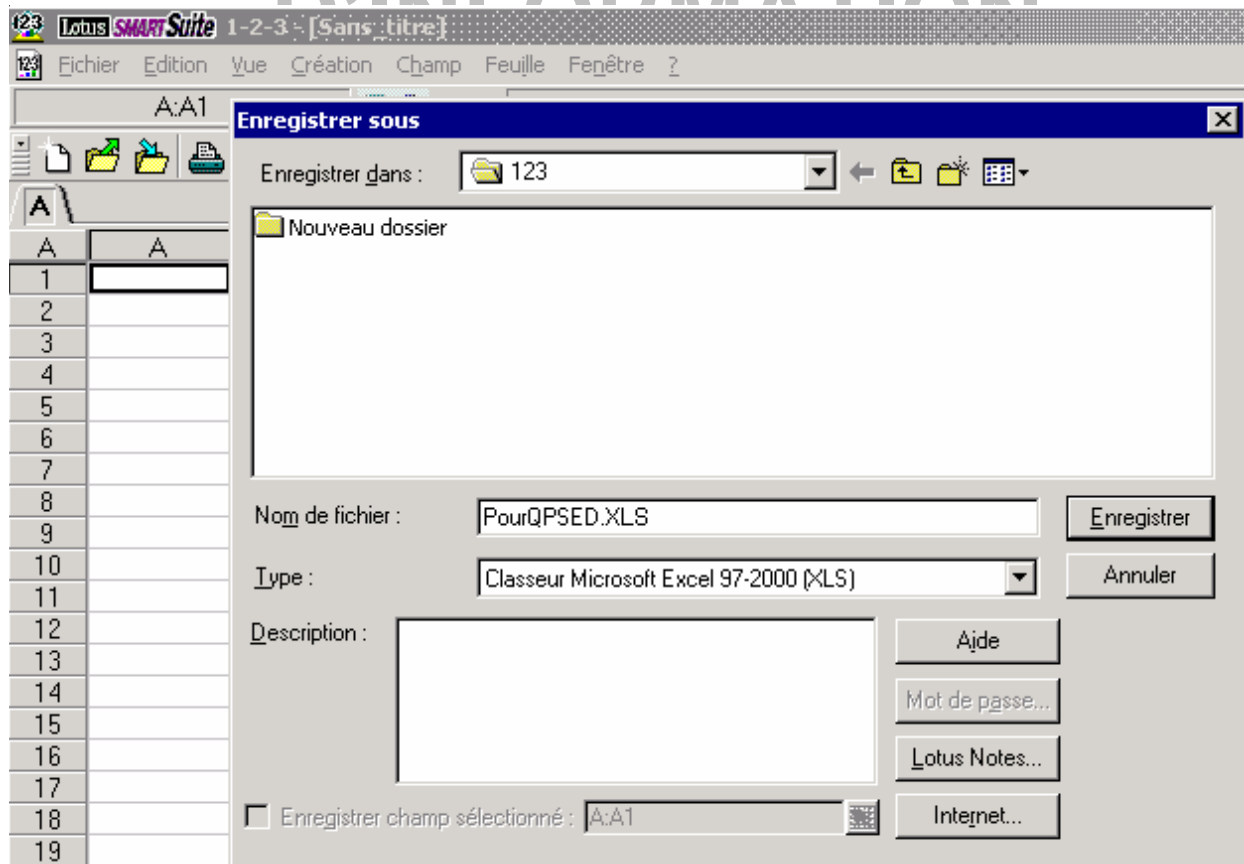 123 Lotus SMARTSuite 1-2-3 - [Sans_titre]
123 Fichier Edition Vue Création Champ Feuille Fenêtre ?
A:A1
Enregistrer sous
Enregistrer dans :
123
A
Nouveau dossier
A A
1
2
3
4
5
6
7
8
9
10
11
12
13
14
15
16
17
18
19
Nom de fichier :
PourQPSED.XLS
Enregistrer
Type :
Classeur Microsoft Excel 97-2000 (XLS)
Annuler
Description :
Aide
Mot de passe...
Lotus Notes...
Enregistrer champ sélectionné :
A:A1
Internet...